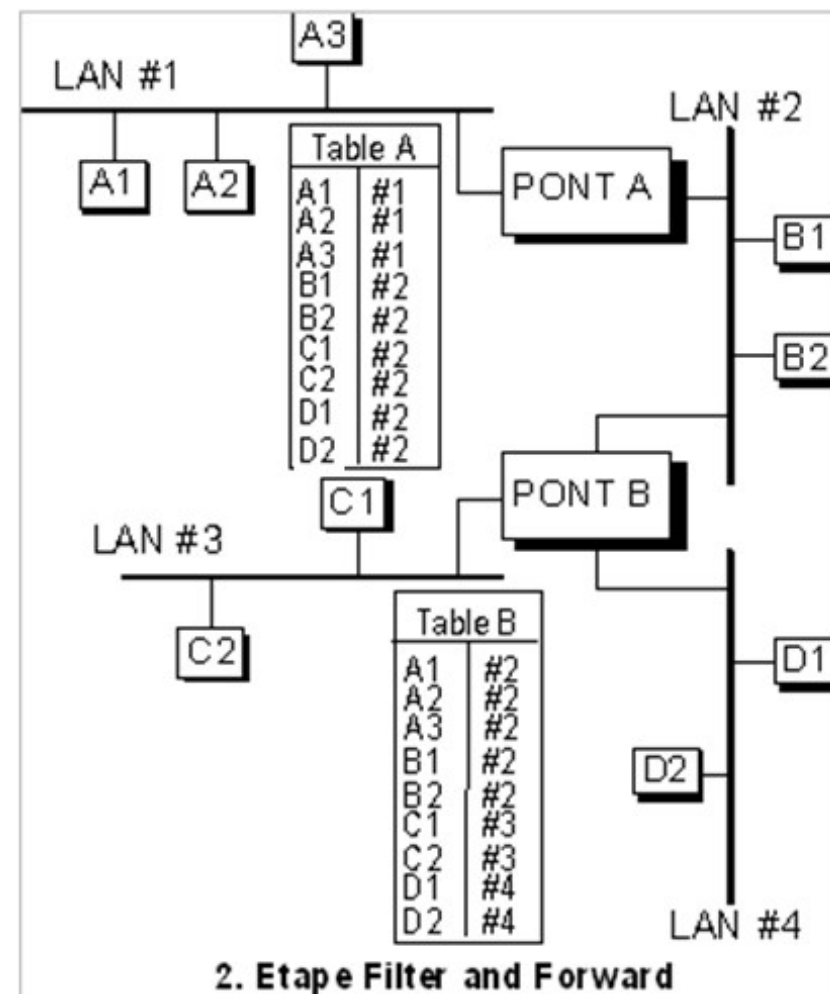 A3
LAN #1
LAN #2
A1
A2
Table A
A1 #1
A2 #1
A3 #1
B1 #2
B2 #2
C1 #2
C2 #2
D1 #2
D2 #2
PONT A
B1
B2
C1
PONT B
LAN #3
C2
Table B
A1 #2
A2 #2
A3 #2
B1 #2
B2 #2
C1 #3
C2 #3
D1 #4
D2 #4
D1
D2
LAN #4
2. Etape Filter and Forward